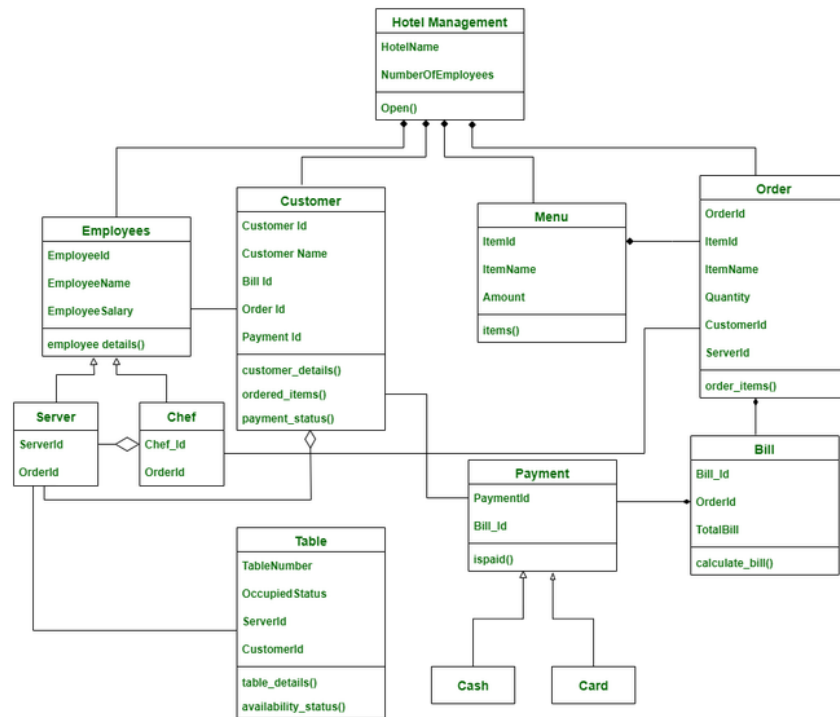 Hotel Management
HotelName
NumberOfEmployees
Open()
Employees
EmployeeId
EmployeeName
EmployeeSalary
employee details()
Customer
Customer Id
Customer Name
Bill Id
Order Id
Payment Id
customer_details()
ordered_items()
payment_status()
Menu
ItemId
ItemName
Amount
items()
Order
OrderId
ItemId
ItemName
Quantity
CustomerId
ServerId
order_items()
Server
ServerId
OrderId
Chef
Chef_Id
OrderId
Payment
PaymentId
Bill_Id
ispaid()
Bill
Bill_Id
OrderId
TotalBill
calculate_bill()
Table
TableNumber
OccupiedStatus
ServerId
CustomerId
table_details()
availability_status()
Cash
Card